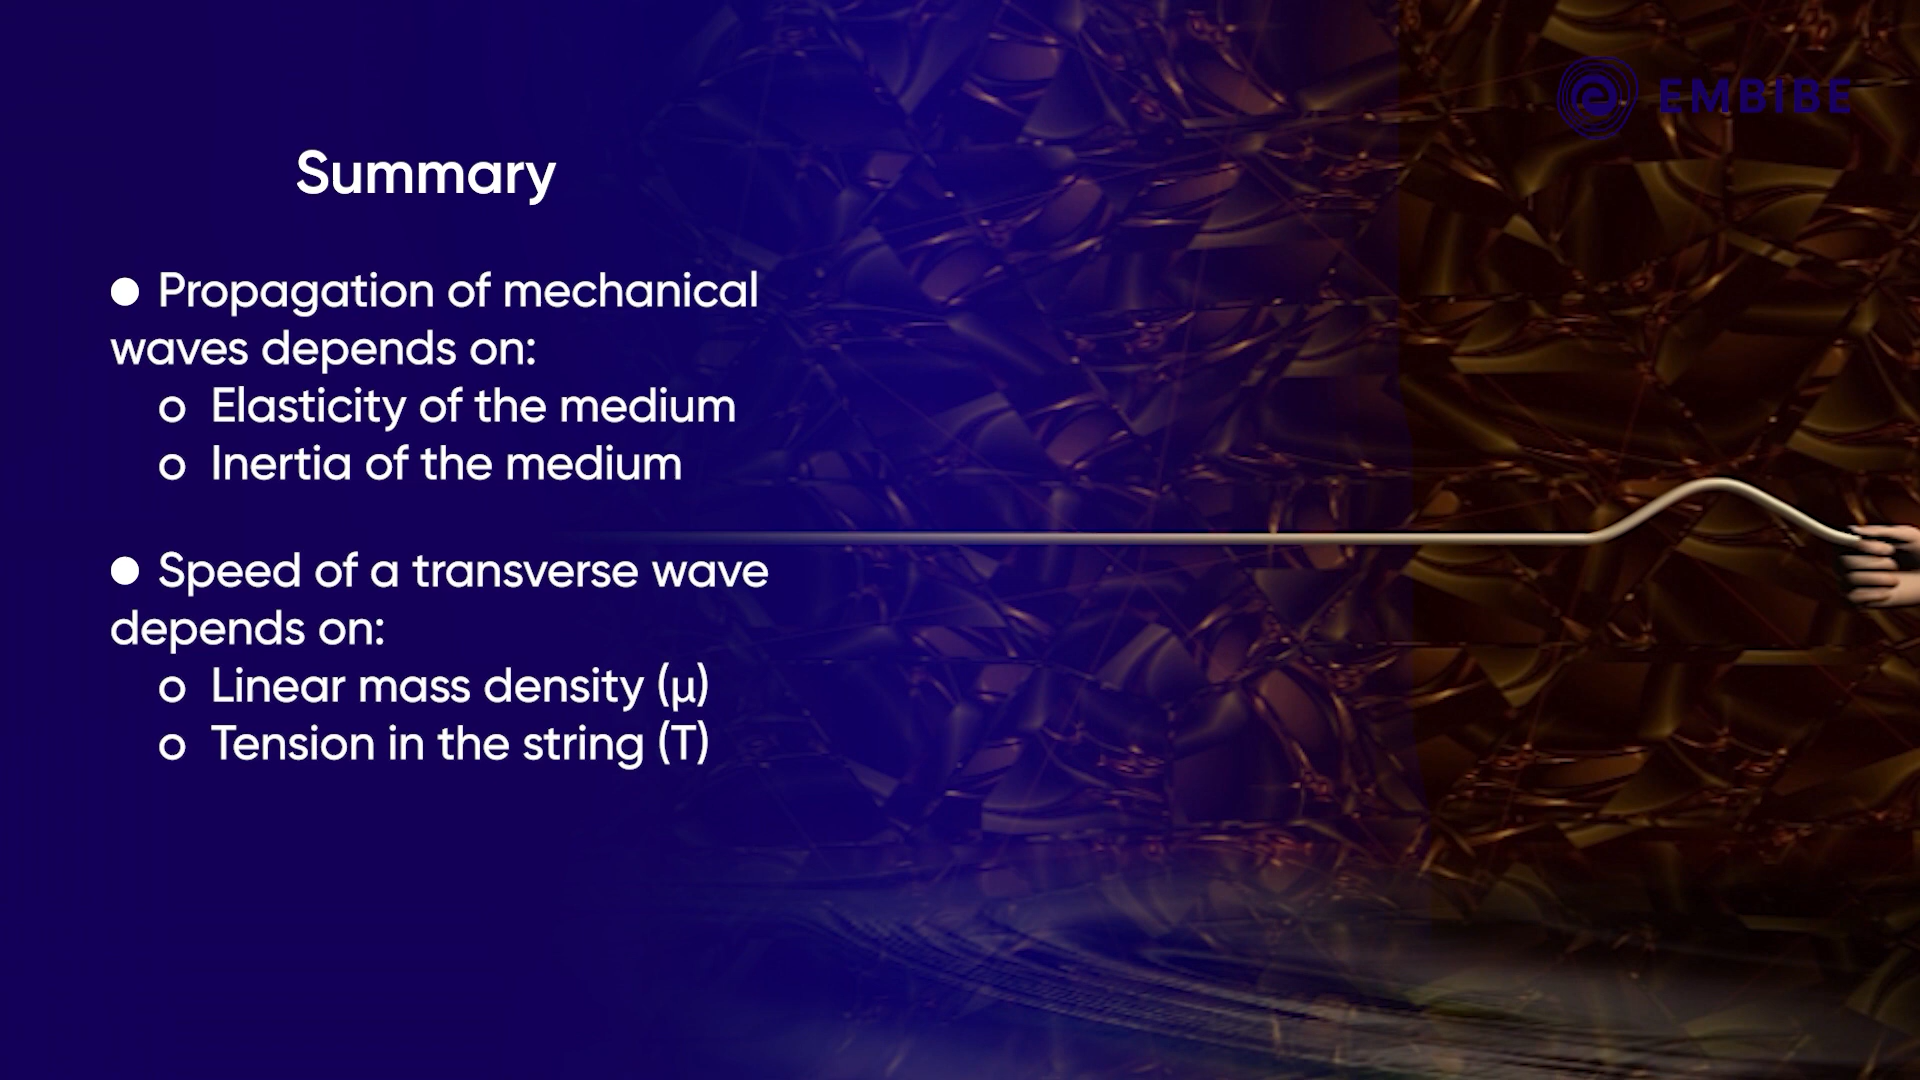 EMBIBE
Summary
● Propagation of mechanical
waves depends on:
o Elasticity of the medium
o Inertia of the medium
● Speed of a transverse wave
depends on:
o Linear mass density (μ)
o Tension in the string (T)